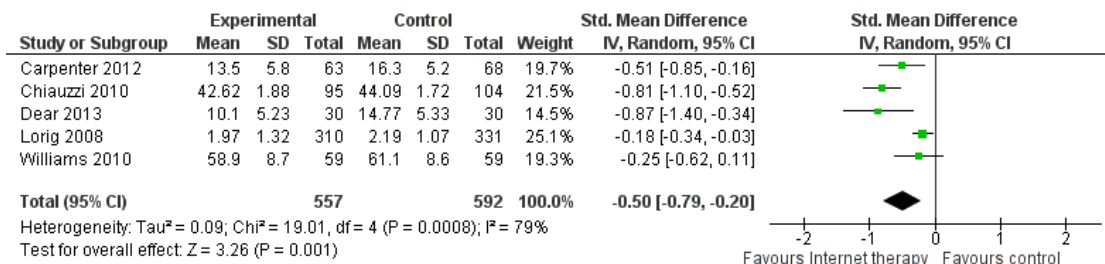 Experimental Control Std. Mean Difference Std. Mean Difference
Study or Subgroup Mean SD Total Mean SD Total Weight IV, Random, 95% CI IV, Random, 95% CI
Carpenter 2012 13.5 5.8 63 16.3 5.2 68 19.7% -0.51 [-0.85, -0.16]
Chiauzzi 2010 42.62 1.88 95 44.09 1.72 104 21.5% -0.81 [-1.10, -0.52]
Dear 2013 10.1 5.23 30 14.77 5.33 30 14.4% -0.87 [-1.40, -0.34]
Lorig 2008 1.97 1.32 310 2.19 1.07 331 25.1% -0.18 [-0.34, -0.03]
Williams 2010 58.9 8.7 59 61.1 8.6 59 19.3% -0.25 [-0.62, 0.11]
Total (95% CI) 557 592 100.0% -0.50 [-0.79, -0.20]
Heterogeneity: Tau² = 0.09; Chi² = 19.01, df = 4 (P = 0.0008); I² = 79%
Test for overall effect: Z = 3.26 (P = 0.001)
-2 -1 0 1 2
Favours Internet therapy Favours control